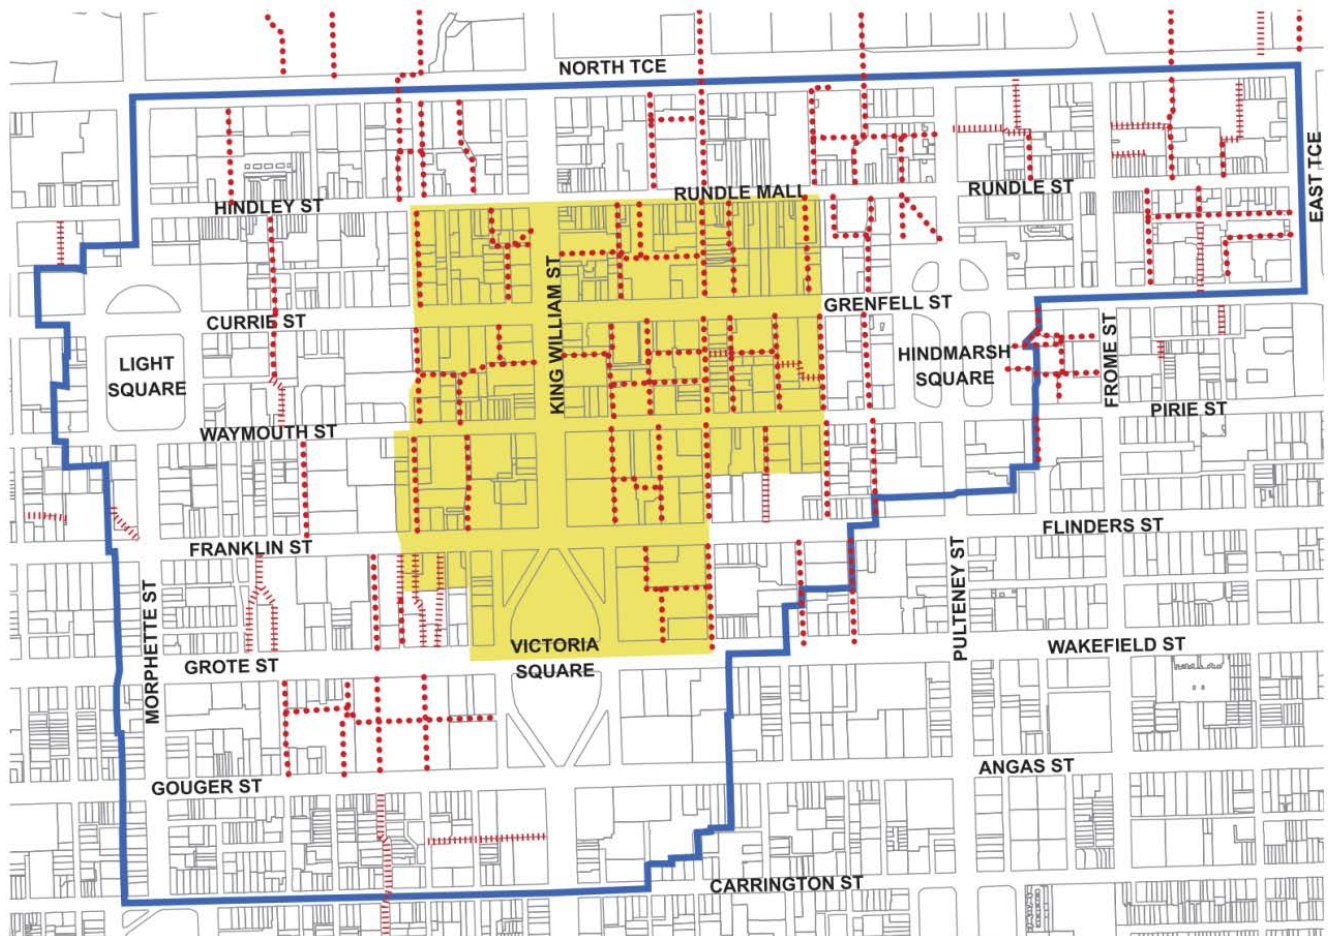 NORTH TCE
EAST TCE
RUNDLE MALL
RUNDLE ST
HINDLEY ST
KING WILLIAM ST
GRENFELL ST
CURRIE ST
LIGHT
SQUARE
HINDMARSH
SQUARE
FROME ST
PIRIE ST
WAYMOUTH ST
FLINDERS ST
FRANKLIN ST
MORPHETTE ST
PULTENEY ST
VICTORIA
SQUARE
WAKEFIELD ST
GROTE ST
ANGAS ST
GOUGER ST
CARRINGTON ST